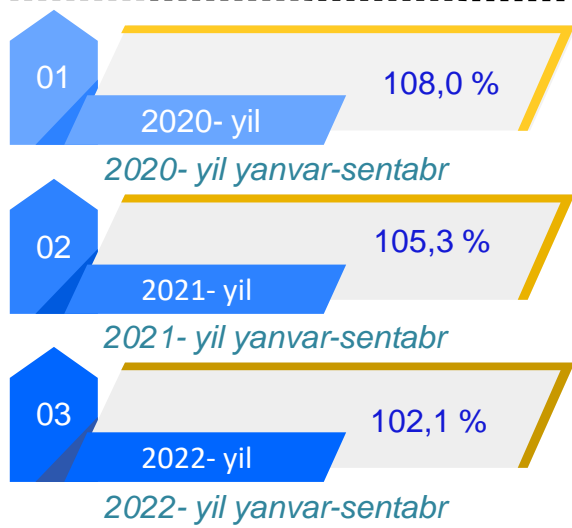 01
108,0 %
2020- yil
2020- yil yanvar-sentabr
02
105,3 %
2021- yil
2021- yil yanvar-sentabr
03
102,1 %
2022- yil
2022- yil yanvar-sentabr